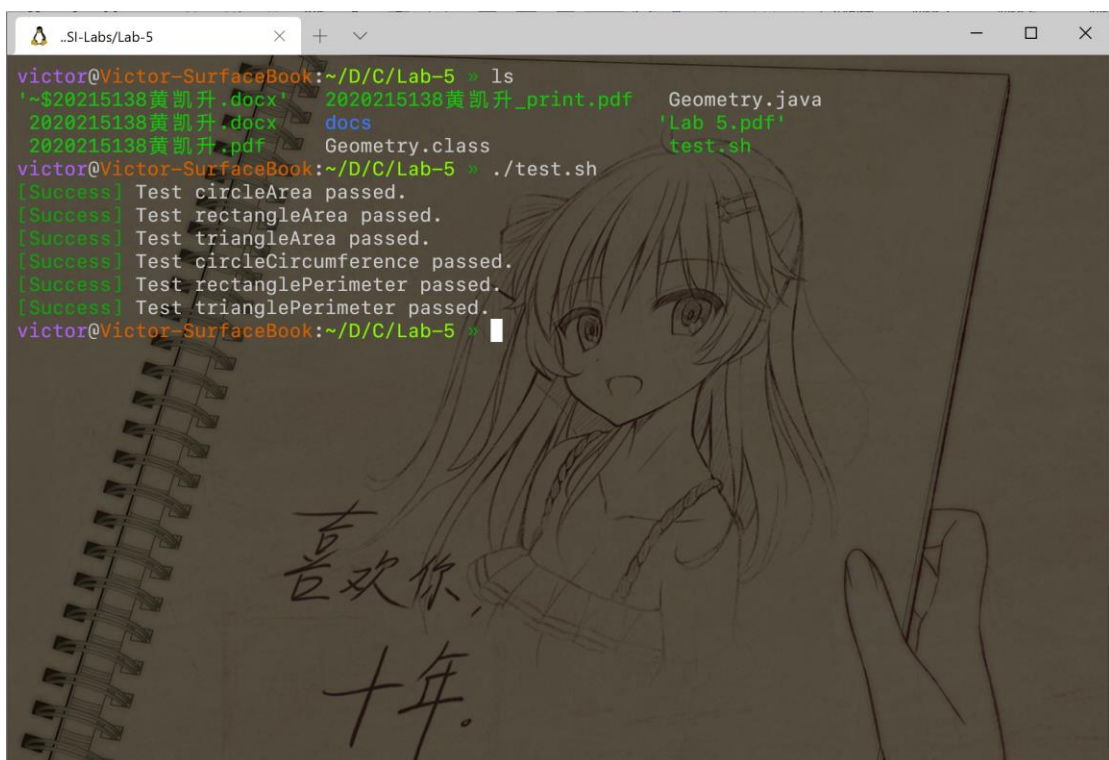 ..SI-Labs/Lab-5
victor@Victor-SurfaceBook:~/D/C/Lab-5 » ls
'~$20215138黄凯升.docx' 2020215138黄凯升_print.pdf Geometry.java
2020215138黄凯升.docx docs 'Lab 5.pdf'
2020215138黄凯升.pdf Geometry.class test.sh
victor@Victor-SurfaceBook:~/D/C/Lab-5 » ./test.sh
[Success] Test circleArea passed.
[Success] Test rectangleArea passed.
[Success] Test triangleArea passed.
[Success] Test circleCircumference passed.
[Success] Test rectanglePerimeter passed.
[Success] Test trianglePerimeter passed.
victor@Victor-SurfaceBook:~/D/C/Lab-5 »
喜欢你,
十年。